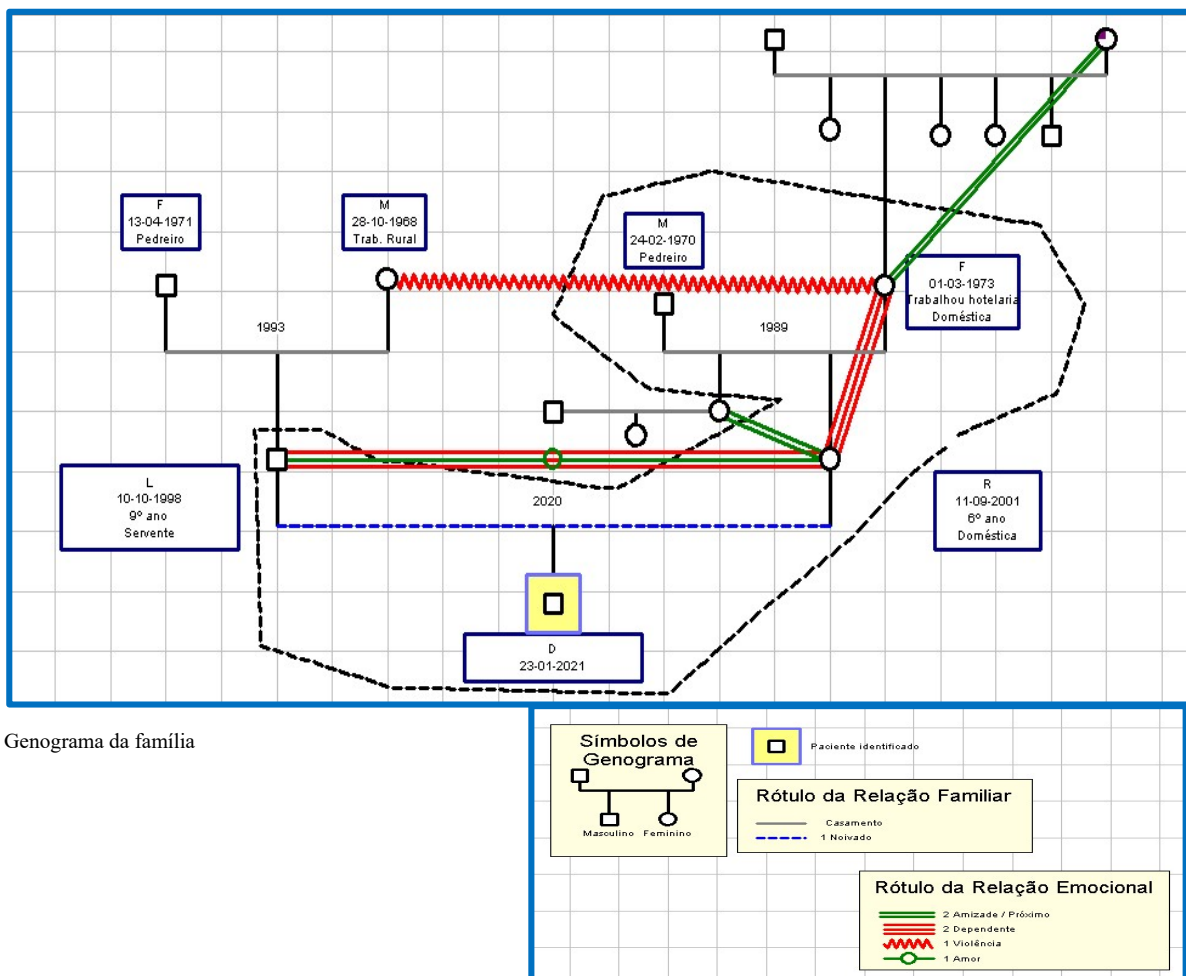 F
13-04-1971
Pedreiro
M
28-10-1968
Trab. Rural
M
24-02-1970
Pedreiro
F
01-03-1973
Trabalhou hotelaria
Doméstica
1993
1989
L
10-10-1998
9º ano
Servente
2020
R
11-09-2001
6º ano
Doméstica
D
23-01-2021
Genograma da família
Símbolos de
Genograma
Masculino Feminino
Paciente identificado
Rótulo da Relação Familiar
Casamento
1 Noivado
Rótulo da Relação Emocional
2 Amizade / Próximo
2 Dependente
1 Violência
1 Amor